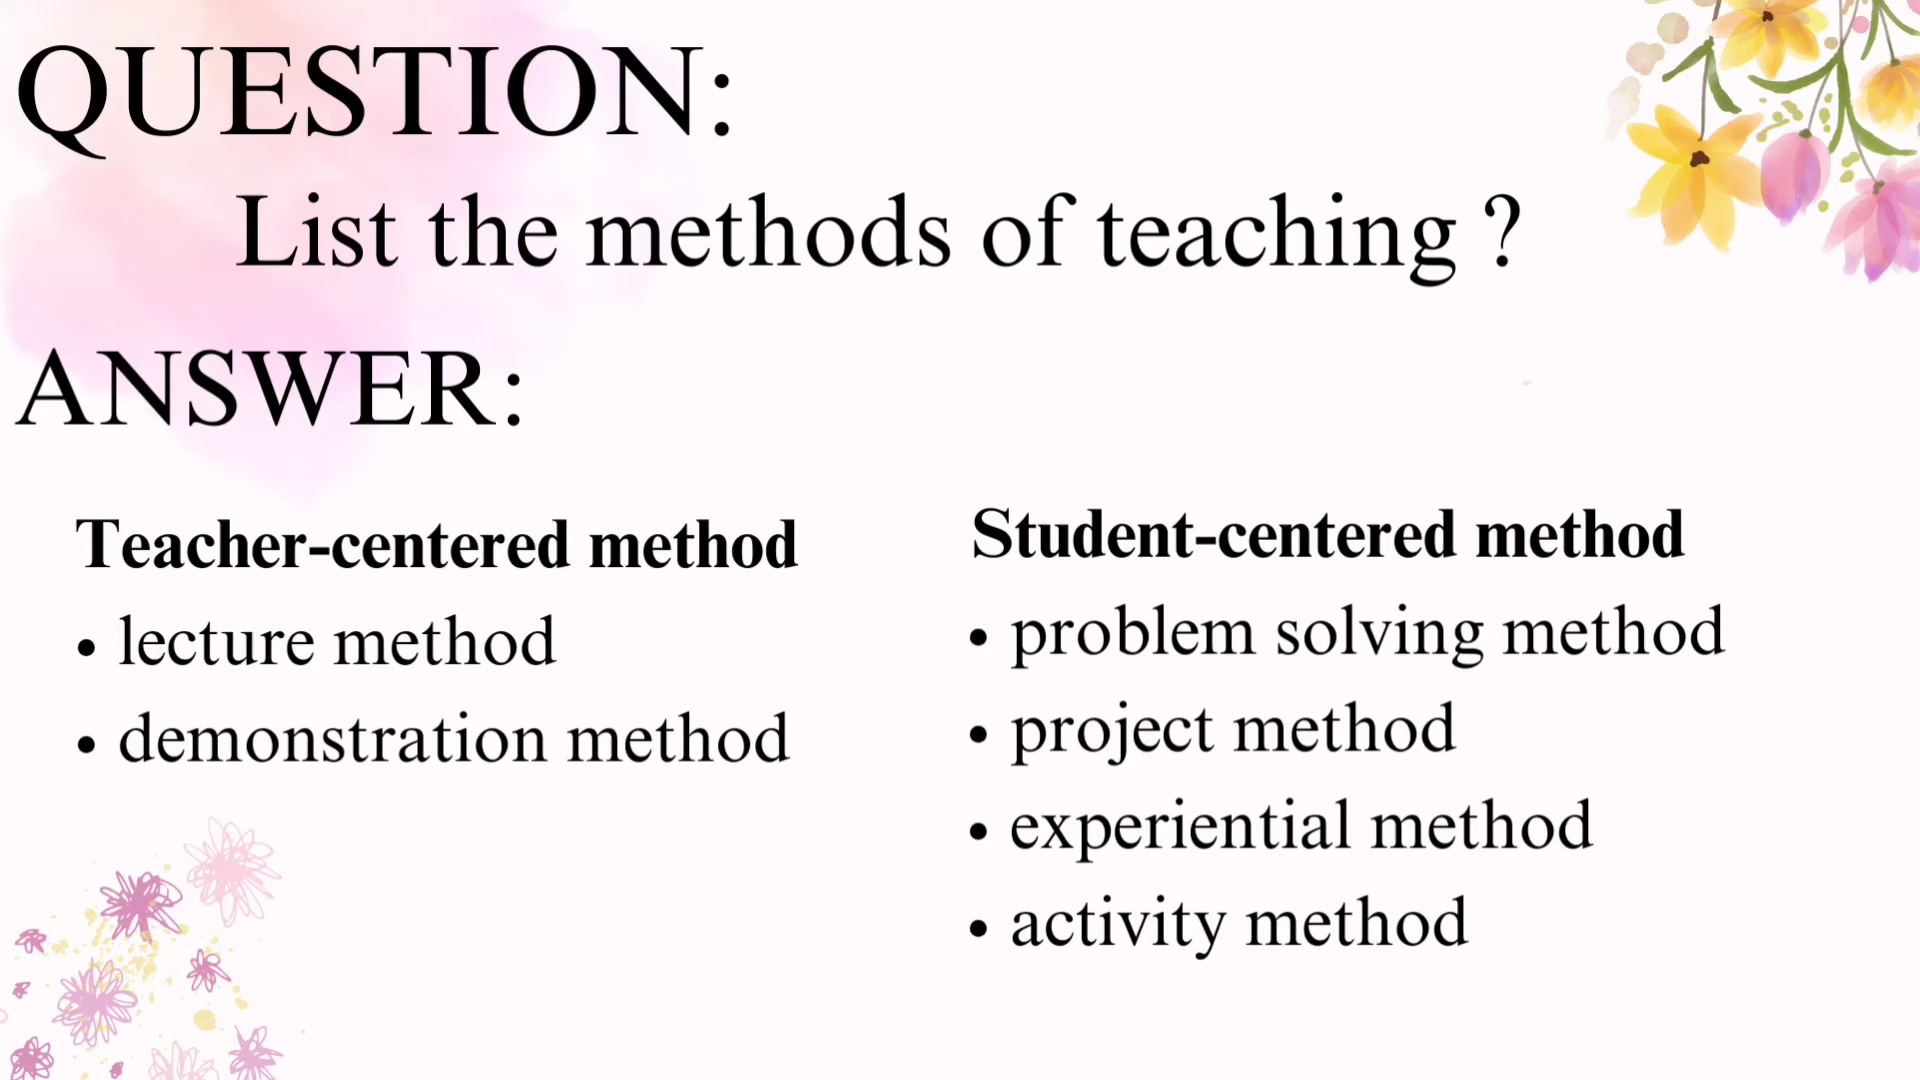 QUESTION:
List the methods of teaching ?
ANSWER:
Teacher-centered method
• lecture method
• demonstration method
Student-centered method
• problem solving method
• project method
• experiential method
• activity method